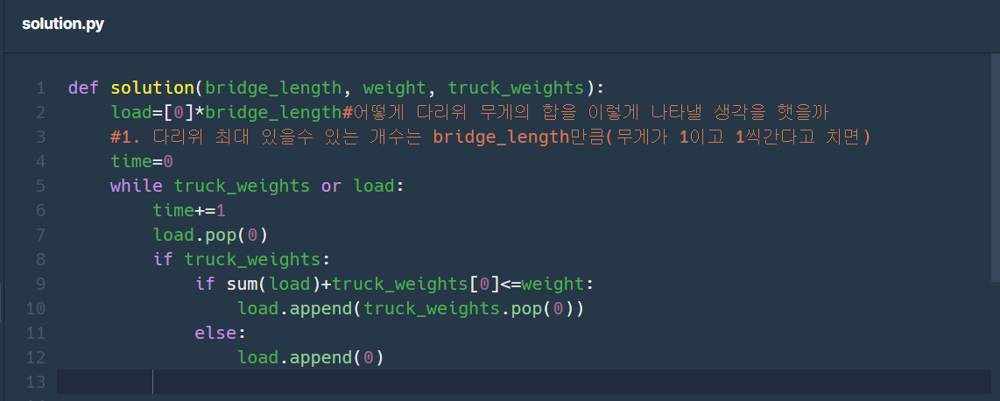 solution.py
1 def solution(bridge_length, weight, truck_weights):
2     load=[0]*bridge_length#어떻게 다리위 무게의 합을 이렇게 나타낼 생각을 햇을까
3     #1. 다리위 최대 있을수 있는 개수는 bridge_length만큼(무게가 1이고 1씩간다고 치면)
4     time=0
5     while truck_weights or load:
6         time+=1
7         load.pop(0)
8         if truck_weights:
9             if sum(load)+truck_weights[0]<=weight:
10                 load.append(truck_weights.pop(0))
11             else:
12                 load.append(0)
13